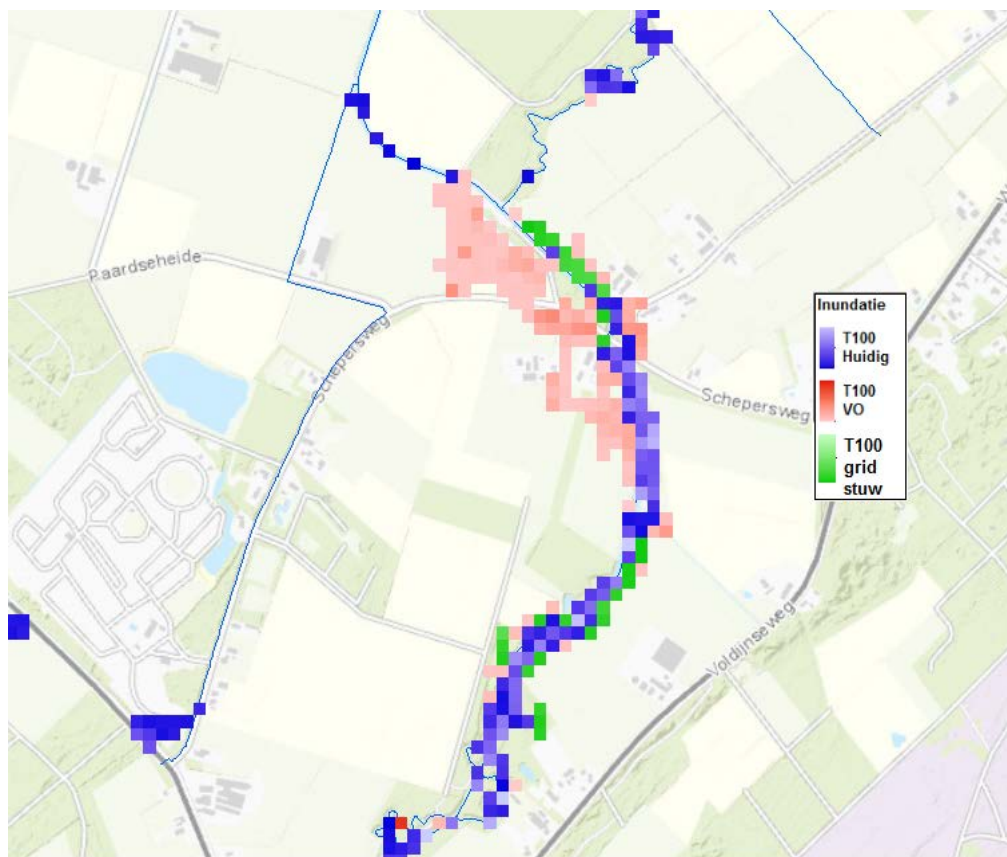 Paardseheide
Schepersweg
Schepersweg
Voldijnseweg
Inundatie
T100
Huidig
T100
VO
T100
grid
stuw